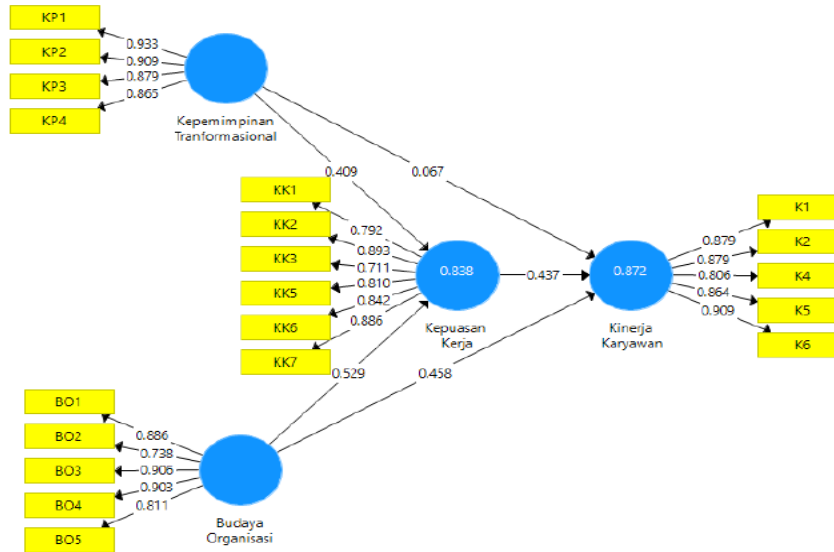 KP1
KP2
KP3
KP4
0.933
0.909
0.879
0.865
Kepemimpinan
Tranformasional
0.409
0.067
KK1
KK2
KK3
KK5
KK6
KK7
0.792
0.893
0.711
0.810
0.842
0.886
0.838
Kepuasan
Kerja
0.437
0.872
Kinerja
Karyawan
K1
K2
K4
K5
K6
0.879
0.879
0.806
0.864
0.909
0.529
0.458
BO1
BO2
BO3
BO4
BO5
0.886
0.738
0.906
0.903
0.811
Budaya
Organisasi